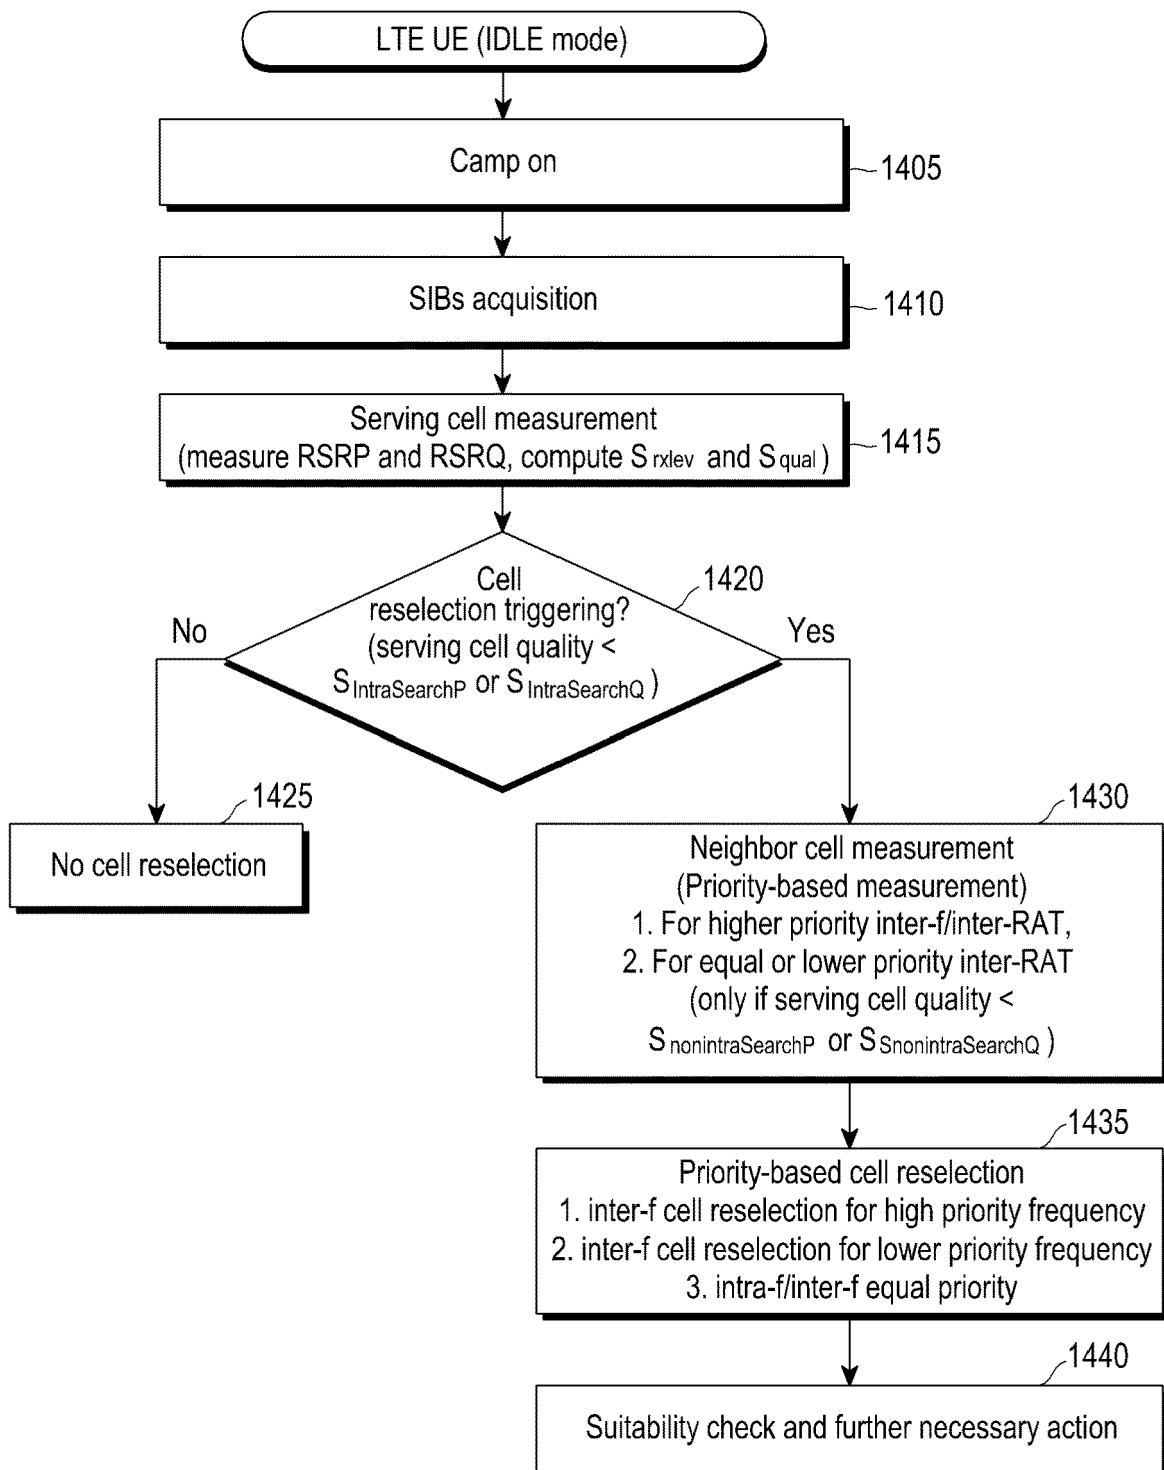 LTE UE (IDLE mode)
Camp on
1405
SIBs acquisition
1410
Serving cell measurement
(measure RSRP and RSRQ, compute S rxlev and S qual )
1415
Cell
reselection triggering?
(serving cell quality <
S IntraSearchP or S IntraSearchQ )
1420
No
Yes
1425
No cell reselection
1430
Neighbor cell measurement
(Priority-based measurement)
1. For higher priority inter-f/inter-RAT,
2. For equal or lower priority inter-RAT
(only if serving cell quality <
S nonintraSearchP or S SnonintraSearchQ )
1435
Priority-based cell reselection
1. inter-f cell reselection for high priority frequency
2. inter-f cell reselection for lower priority frequency
3. intra-f/inter-f equal priority
1440
Suitability check and further necessary action